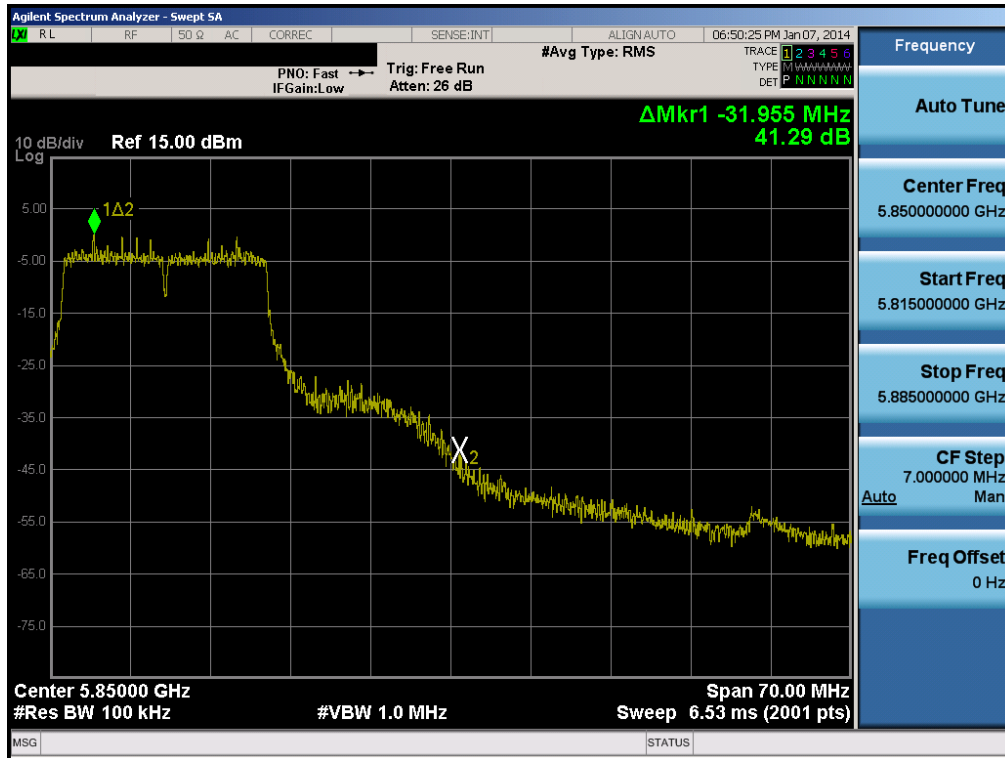 Agilent Spectrum Analyzer - Swept SA
LXI RL RF 50 Ω AC CORREC SENSE:INT ALIGN AUTO 06:50:25 PM Jan 07, 2014
PNO: Fast
IFGain:Low
Trig: Free Run
Atten: 26 dB
#Avg Type: RMS
TRACE 1 2 3 4 5 6
TYPE M WWWWW
DET P N N N N N
ΔMkr1 -31.955 MHz
41.29 dB
10 dB/div Ref 15.00 dBm
Log
1Δ2
5.00
-5.00
-15.0
-25.0
-35.0
X2
-45.0
-55.0
-65.0
-75.0
Center 5.85000 GHz Span 70.00 MHz
#Res BW 100 kHz #VBW 1.0 MHz Sweep 6.53 ms (2001 pts)
MSG STATUS
Frequency
Auto Tune
Center Freq
5.850000000 GHz
Start Freq
5.815000000 GHz
Stop Freq
5.885000000 GHz
CF Step
7.000000 MHz
Auto Man
Freq Offset
0 Hz